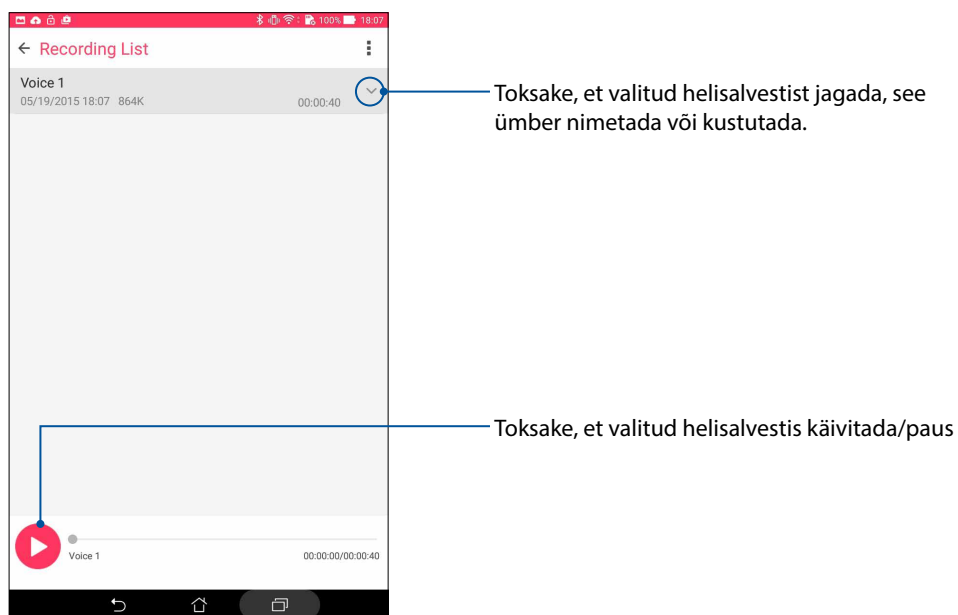 100% 18:07
Recording List
Voice 1
05/19/2015 18:07 864K 00:00:40
Toksake, et valitud helisalvestist jagada, see
ümber nimetada või kustutada.
Toksake, et valitud helisalvestis käivitada/paus
Voice 1 00:00:00/00:00:40